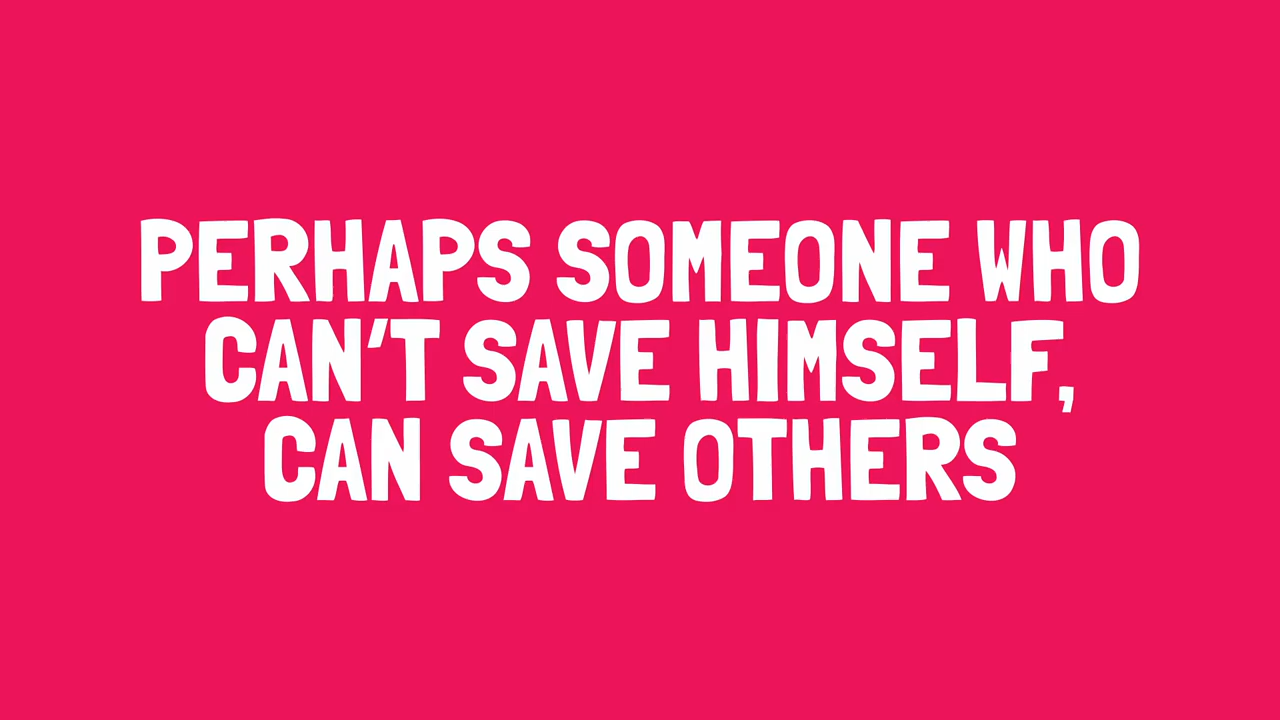 PERHAPS SOMEONE WHO
CAN'T SAVE HIMSELF,
CAN SAVE OTHERS